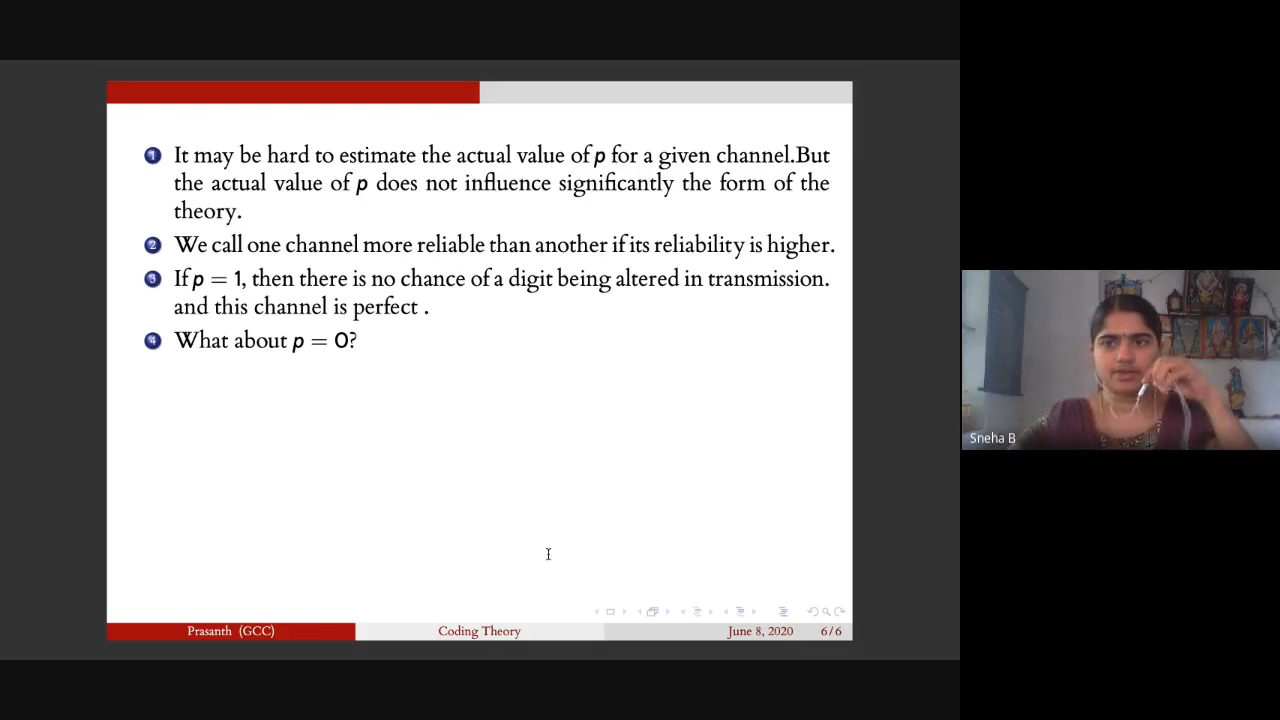 1 It may be hard to estimate the actual value of p for a given channel.But
the actual value of p does not influence significantly the form of the
theory.
2 We call one channel more reliable than another if its reliability is higher.
3 If p = 1, then there is no chance of a digit being altered in transmission.
and this channel is perfect .
4 What about p = 0?
Sneha B
Prasanth (GCC) Coding Theory June 8, 2020 6/6